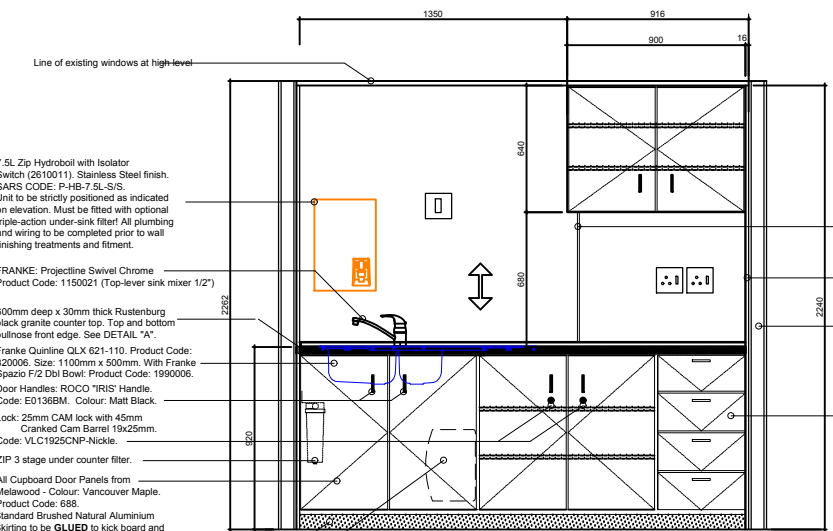 1350
916
900
16
Line of existing windows at high level
7.5L Zip Hydroboil with Isolator
Switch (2610011). Stainless Steel finish.
SARS CODE: P-HB-7.5L-S/S.
Unit to be strictly positioned as indicated
on elevation. Must be fitted with optional
triple-action under-sink filter! All plumbing
and wiring to be completed prior to wall
finishing treatments and fitment.
FRANKE: Projectline Swivel Chrome
Product Code: 1150021 (Top-lever sink mixer 1/2")
600mm deep x 30mm thick Rustenburg
black granite counter top. Top and bottom
bullnose front edge. See DETAIL "A".
Franke Quinline QLX 621-110. Product Code:
420006. Size: 1100mm x 500mm. With Franke
Spazio F/2 Dbl Bowl: Product Code: 1990006.
Door Handles: ROCO "IRIS' Handle.
Code: E0136BM.  Colour: Matt Black.
Lock: 25mm CAM lock with 45mm
Cranked Cam Barrel 19x25mm.
Code: VLC1925CNP-Nickle.
ZIP 3 stage under counter filter.
All Cupboard Door Panels from
Melawood - Colour: Vancouver Maple.
Product Code: 688.
Standard Brushed Natural Aluminium
Skirting to be GLUED to kick board and
2262
920
640
680
2240